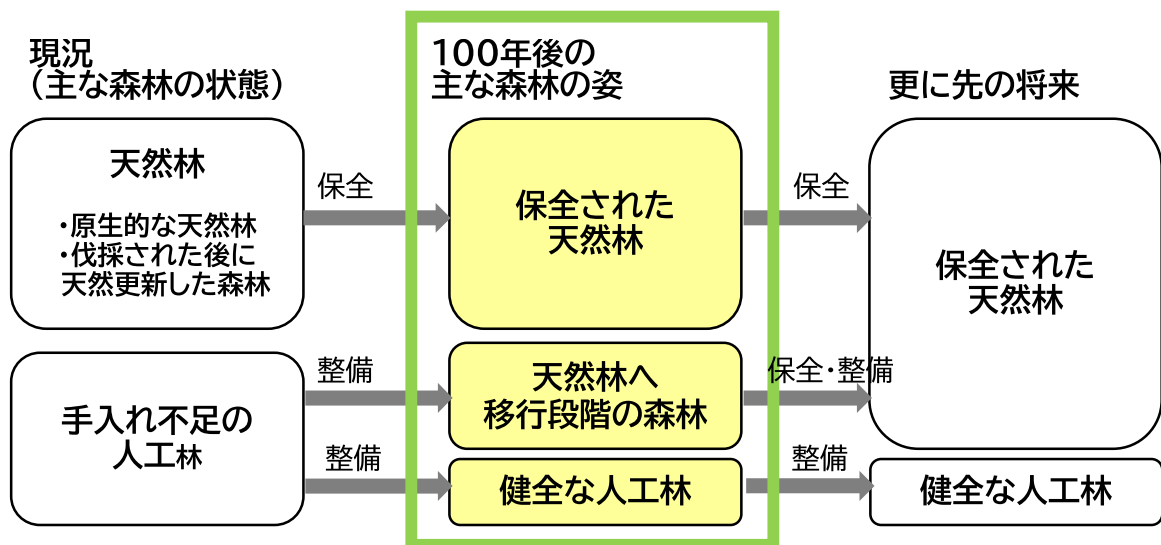 現況
（主な森林の状態）
天然林
・原生的な天然林
・伐採された後に
天然更新した森林
手入れ不足の
人工林
保全
整備
整備
100年後の
主な森林の姿
保全された
天然林
天然林へ
移行段階の森林
健全な人工林
保全
保全・整備
整備
更に先の将来
保全された
天然林
健全な人工林